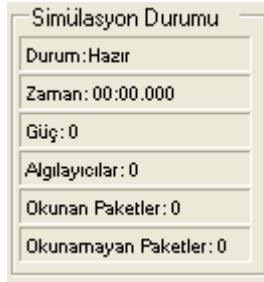 Simülasyon Durumu
Durum:Hazır
Zaman: 00:00.000
Güç: 0
Algılayıcılar: 0
Okunan Paketler: 0
Okunamayan Paketler: 0